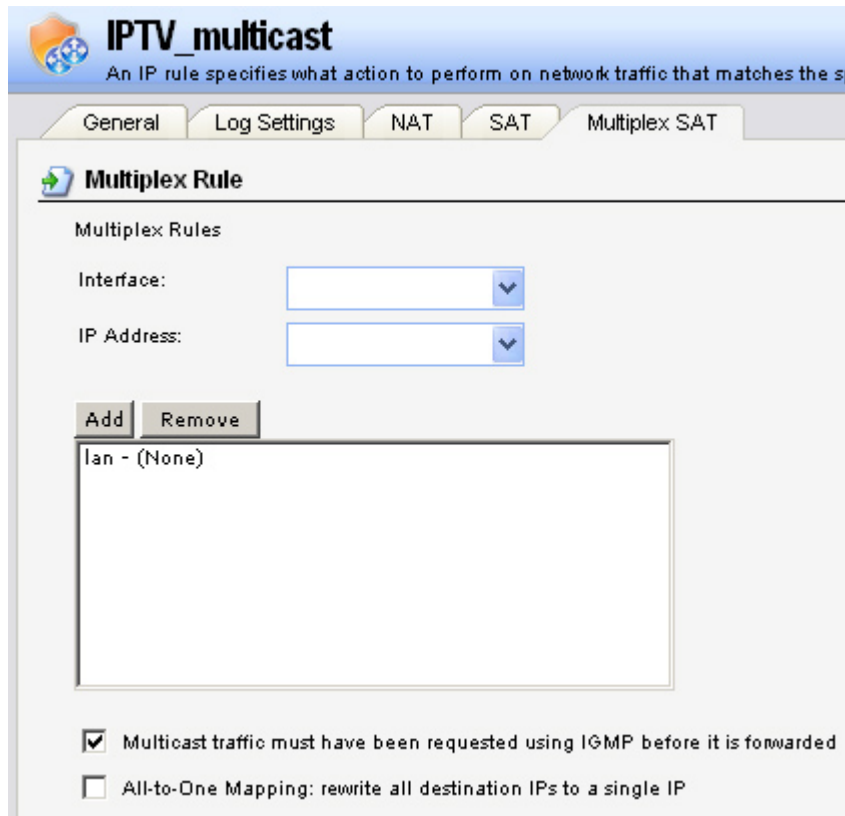 IPTV_multicast
An IP rule specifies what action to perform on network traffic that matches the
General
Log Settings
NAT
SAT
Multiplex SAT
Multiplex Rule
Multiplex Rules
Interface:
IP Address:
Add
Remove
lan - (None)
Multicast traffic must have been requested using IGMP before it is forwarded
All-to-One Mapping: rewrite all destination IPs to a single IP